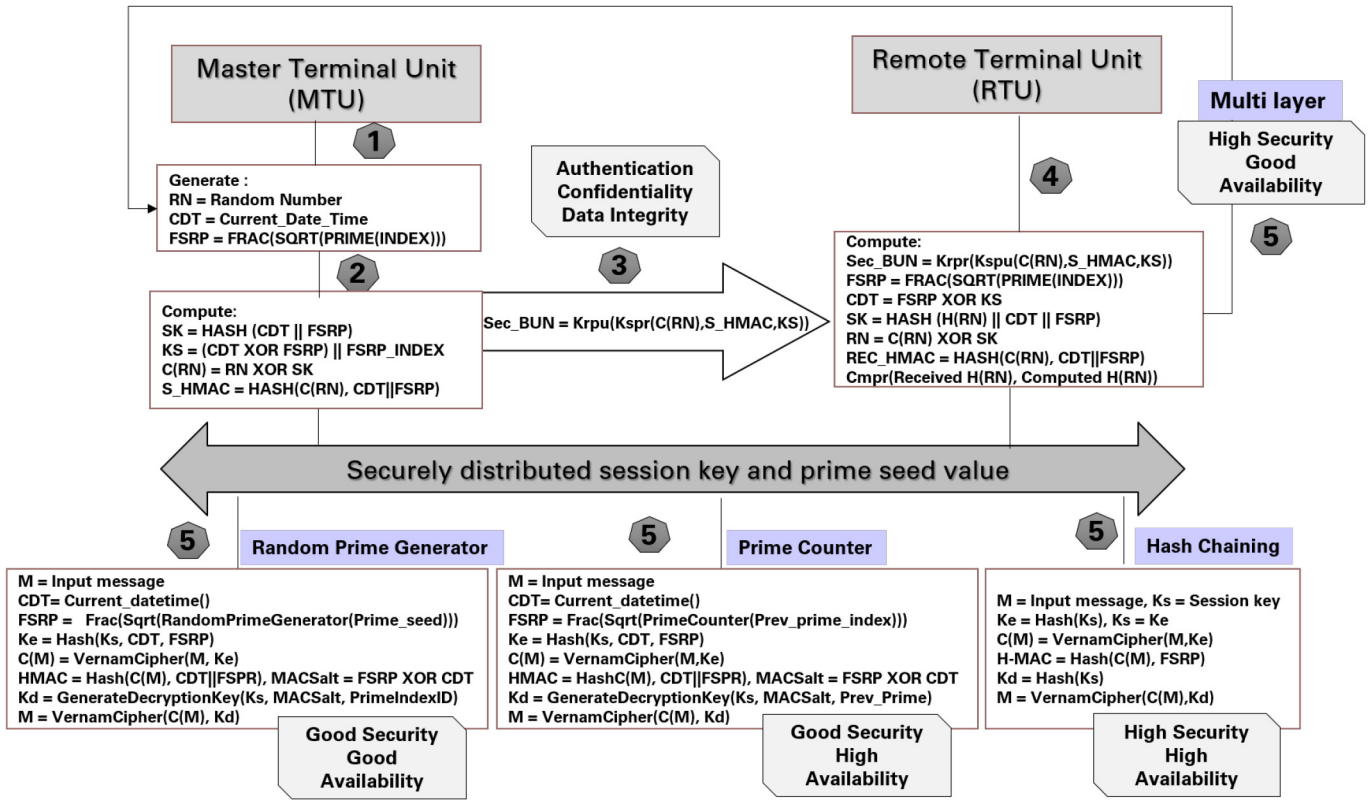 Master Terminal Unit
(MTU)
Remote Terminal Unit
(RTU)
Multi layer
High Security
Good
Availability
1
4
5
Generate :
RN = Random Number
CDT = Current_Date_Time
FSRP = FRAC(SQRT(PRIME(INDEX)))
Authentication
Confidentiality
Data Integrity
2
3
Compute:
SK = HASH (CDT || FSRP)
KS = (CDT XOR FSRP) || FSRP_INDEX
C(RN) = RN XOR SK
S_HMAC = HASH(C(RN), CDT||FSRP)
Sec_BUN = Krpu(Kspr(C(RN),S_HMAC,KS))
Compute:
Sec_BUN = Krpr(Kspu(C(RN),S_HMAC,KS))
FSRP = FRAC(SQRT(PRIME(INDEX)))
CDT = FSRP XOR KS
SK = HASH (H(RN) || CDT || FSRP)
RN = C(RN) XOR SK
REC_HMAC = HASH(C(RN), CDT||FSRP)
Cmpr(Received H(RN), Computed H(RN))
Securely distributed session key and prime seed value
5
Random Prime Generator
M = Input message
CDT= Current_datetime()
FSRP = Frac(Sqrt(RandomPrimeGenerator(Prime_seed)))
Ke = Hash(Ks, CDT, FSRP)
C(M) = VernamCipher(M, Ke)
HMAC = Hash(C(M), CDT||FSPR), MACSalt = FSRP XOR CDT
Kd = GenerateDecryptionKey(Ks, MACSalt, PrimeIndexID)
M = VernamCipher(C(M), Kd)
Good Security
Good
Availability
5
Prime Counter
M = Input message
CDT= Current_datetime()
FSRP = Frac(Sqrt(PrimeCounter(Prev_prime_index)))
Ke = Hash(Ks, CDT, FSRP)
C(M) = VernamCipher(M,Ke)
HMAC = HashC(M), CDT||FSPR), MACSalt = FSRP XOR CDT
Kd = GenerateDecryptionKey(Ks, MACSalt, Prev_Prime)
M = VernamCipher(C(M), Kd)
Good Security
High
Availability
5
Hash Chaining
M = Input message, Ks = Session key
Ke = Hash(Ks), Ks = Ke
C(M) = VernamCipher(M,Ke)
H-MAC = Hash(C(M), FSRP)
Kd = Hash(Ks)
M = VernamCipher(C(M),Kd)
High Security
High
Availability